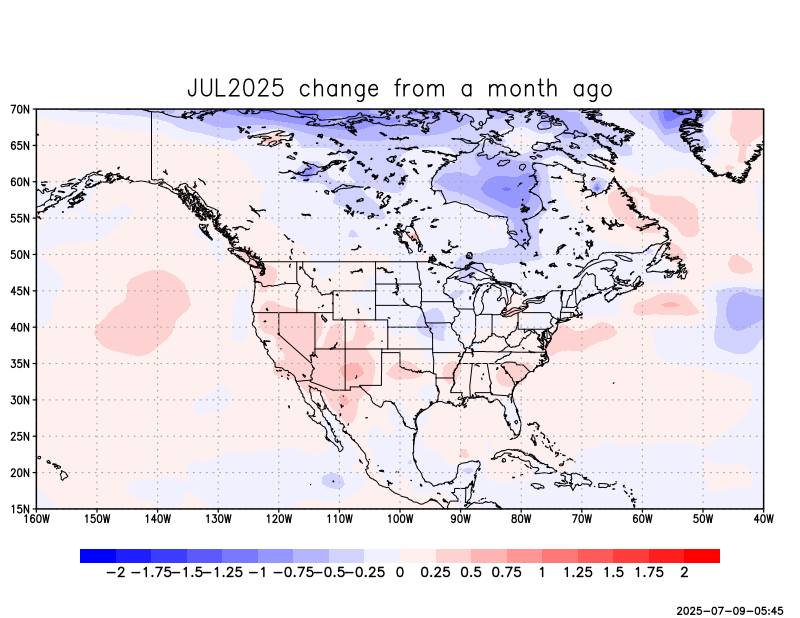 JUL2025 change from a month ago
70N
65N
60N
55N
50N
45N
40N
35N
30N
25N
20N
15N
160W 150W 140W 130W 120W 110W 100W 90W 80W 70W 60W 50W 40W
−2 −1.75 −1.5 −1.25 −1 −0.75 −0.5 −0.25 0 0.25 0.5 0.75 1 1.25 1.5 1.75 2
2025-07-09-05:45